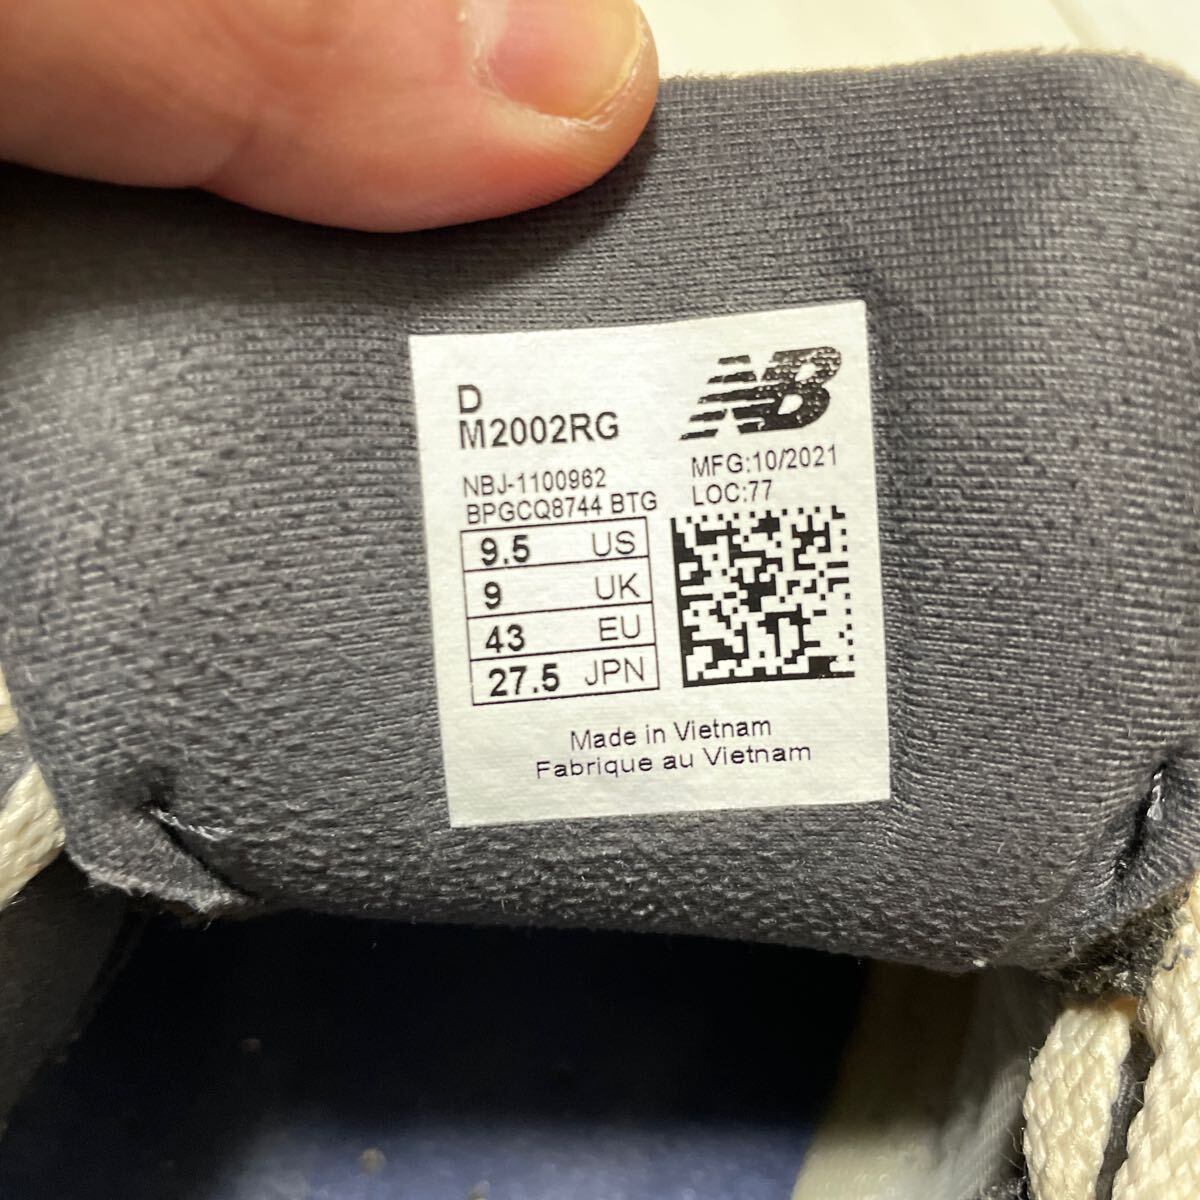 D
M2002RG
NBJ-1100962
BPGCQ8744 BTG
NB
MFG:10/2021
LOC:77
9.5 US
9 UK
43 EU
27.5 JPN
Made in Vietnam
Fabrique au Vietnam